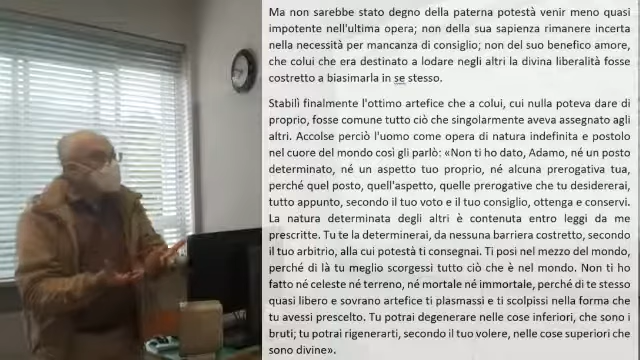 Ma non sarebbe stato degno della paterna potestà venir meno quasi
impotente nell'ultima opera; non della sua sapienza rimanere incerta
nella necessità per mancanza di consiglio; non del suo benefico amore,
che colui che era destinato a lodare negli altri la divina liberalità fosse
costretto a biasimarla in se stesso.
Stabilì finalmente l'ottimo artefice che a colui, cui nulla poteva dare di
proprio, fosse comune tutto ciò che singolarmente aveva assegnato agli
altri. Accolse perciò l'uomo come opera di natura indefinita e postolo
nel cuore del mondo così gli parlò: «Non ti ho dato, Adamo, né un posto
determinato, né un aspetto tuo proprio, né alcuna prerogativa tua,
perché quel posto, quell'aspetto, quelle prerogative che tu desidererai,
tutto appunto, secondo il tuo voto e il tuo consiglio, ottenga e conservi.
La natura determinata degli altri è contenuta entro leggi da me
prescritte. Tu te la determinerai, da nessuna barriera costretto, secondo
il tuo arbitrio, alla cui potestà ti consegnai. Ti posi nel mezzo del mondo,
perché di là tu meglio scorgessi tutto ciò che è nel mondo. Non ti ho
fatto né celeste né terreno, né mortale né immortale, perché di te stesso
quasi libero e sovrano artefice ti plasmassi e ti scolpissi nella forma che
tu avessi prescelto. Tu potrai degenerare nelle cose inferiori, che sono i
bruti; tu potrai rigenerarti, secondo il tuo volere, nelle cose superiori che
sono divine».